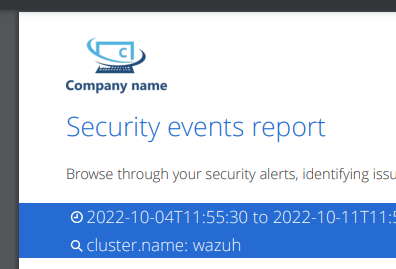 C
Company name
Security events report
Browse through your security alerts, identifying issu
2022-10-04T11:55:30 to 2022-10-11T11:5
cluster.name: wazuh